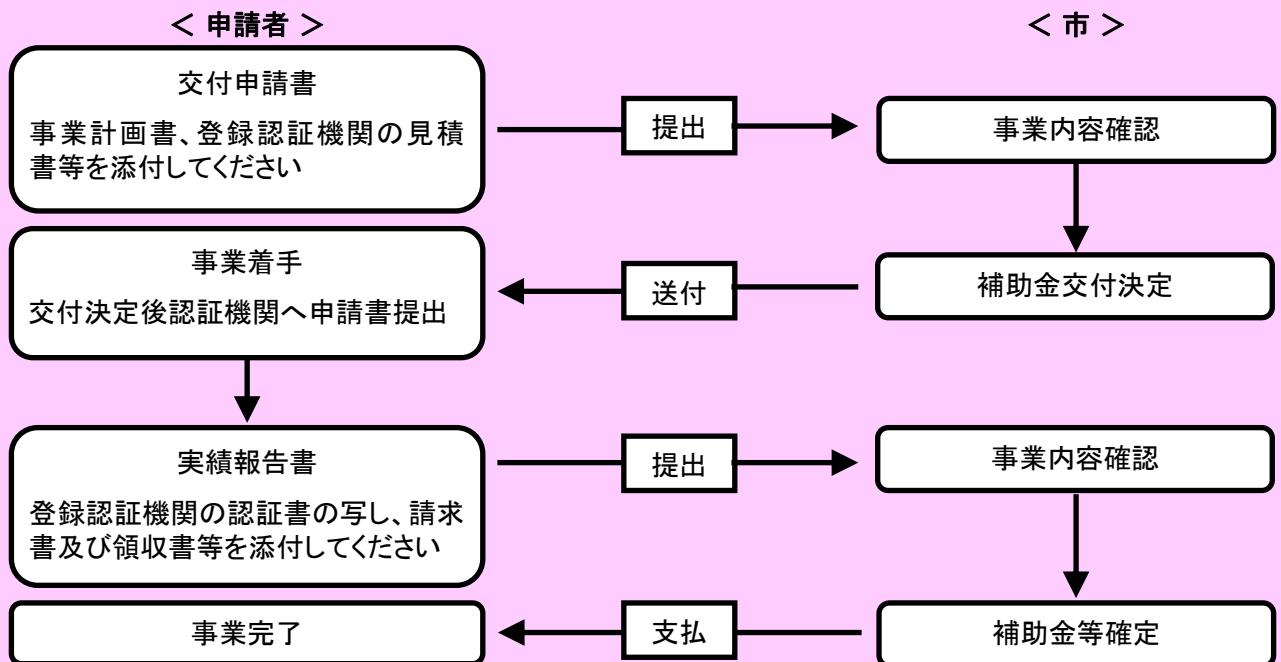 ＜ 申請者 ＞
＜ 市 ＞
交付申請書
事業計画書、登録認証機関の見積
書等を添付してください
提出
事業内容確認
事業着手
交付決定後認証機関へ申請書提出
送付
補助金交付決定
実績報告書
登録認証機関の認証書の写し、請求
書及び領収書等を添付してください
提出
事業内容確認
事業完了
支払
補助金等確定